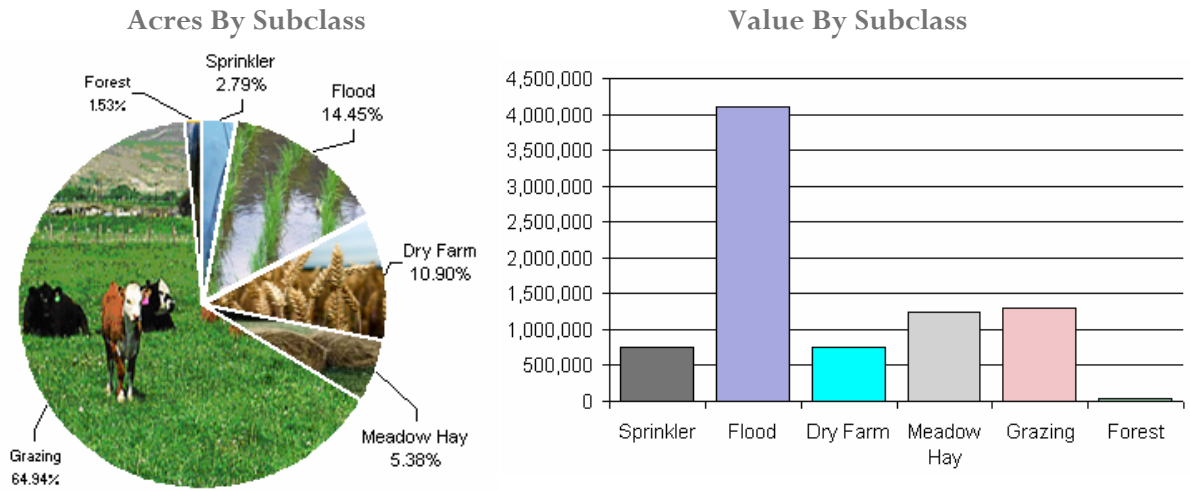 Acres By Subclass
Sprinkler
2.79%
Forest
1.53%
Flood
14.45%
Dry Farm
10.90%
Meadow Hay
5.38%
Grazing
64.94%
Value By Subclass
4,500,000
4,000,000
3,500,000
3,000,000
2,500,000
2,000,000
1,500,000
1,000,000
500,000
0
Sprinkler
Flood
Dry Farm
Meadow
Hay
Grazing
Forest